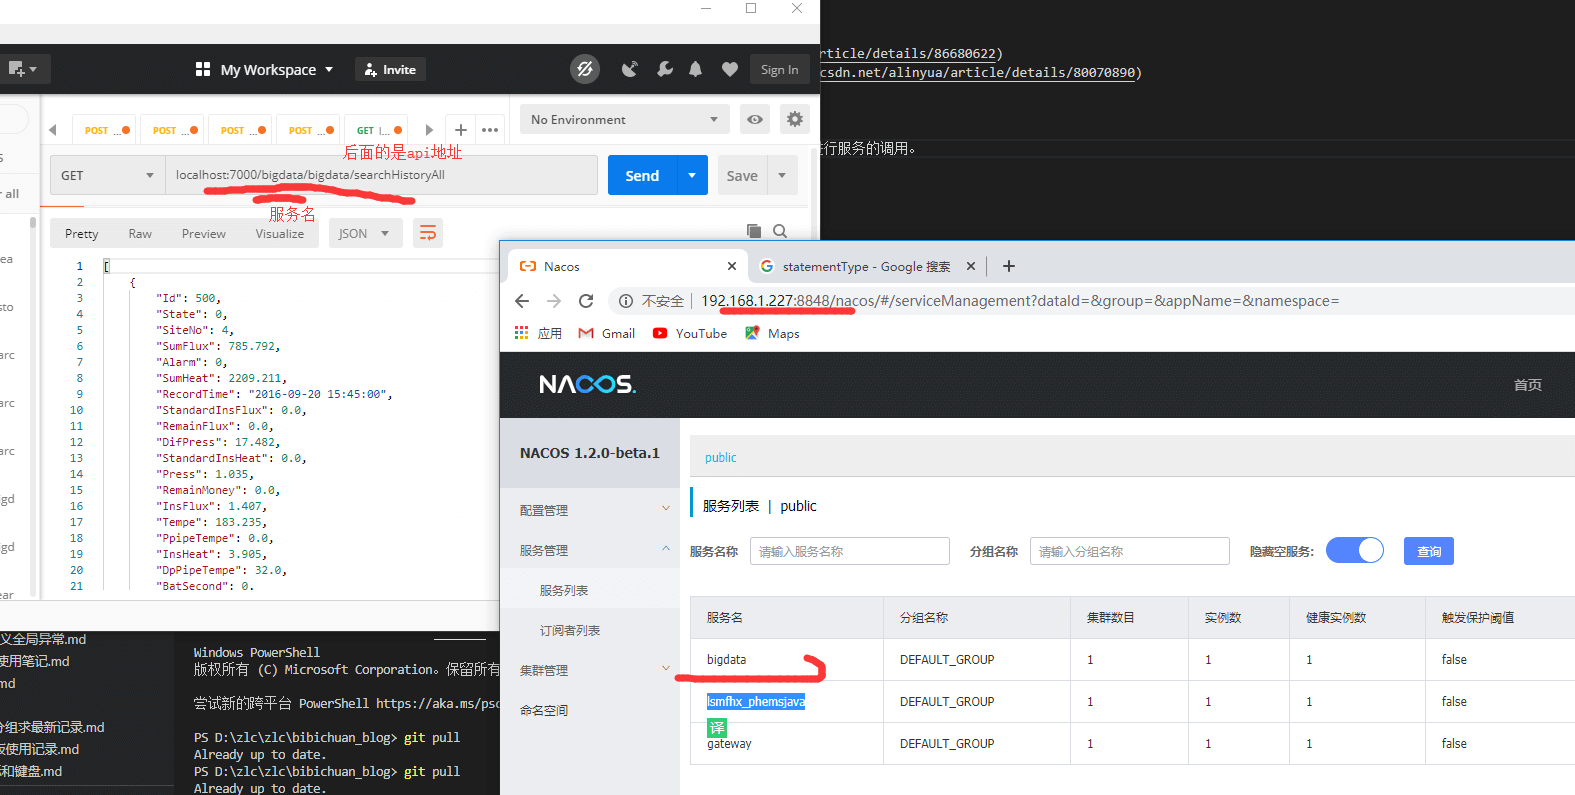 rticle/details/86680622)
csdn.net/alinyua/article/details/80070890)
行服务的调用。
My Workspace
Invite
Sign In
POST ...
POST ...
POST ...
POST ...
GET l...
No Environment
后面的是api地址
GET
localhost:7000/bigdata/bigdata/searchHistoryAll
Send
Save
服务名
r all
Pretty
Raw
Preview
Visualize
JSON
ea
sto
arc
arc
arc
igd
igd
ear
1 [
2 {
3 "Id": 500,
4 "State": 0,
5 "SiteNo": 4,
6 "SumFlux": 785.792,
7 "Alarm": 0,
8 "SumHeat": 2209.211,
9 "RecordTime": "2016-09-20 15:45:00",
10 "StandardInsFlux": 0.0,
11 "RemainFlux": 0.0,
12 "DifPress": 17.482,
13 "StandardInsHeat": 0.0,
14 "Press": 1.035,
15 "RemainMoney": 0.0,
16 "InsFlux": 1.407,
17 "Tempe": 183.235,
18 "PpipeTempe": 0.0,
19 "InsHeat": 3.905,
20 "DpPipeTempe": 32.0,
21 "BatSecond": 0.
Nacos
statementType - Google 搜索
不安全 | 192.168.1.227:8848/nacos/#/serviceManagement?dataId=&group=&appName=&namespace=
应用
Gmail
YouTube
Maps
NACOS.
首页
NACOS 1.2.0-beta.1
配置管理
服务管理
服务列表
订阅者列表
集群管理
命名空间
public
服务列表 | public
服务名称
请输入服务名称
分组名称
请输入分组名称
隐藏空服务:
查询
服务名 分组名称 集群数目 实例数 健康实例数 触发保护阈值
bigdata DEFAULT_GROUP 1 1 1 false
lsmfhx_phemsjava DEFAULT_GROUP 1 1 1 false
译
gateway DEFAULT_GROUP 1 1 1 false
义全局异常.md
使用笔记.md
md
分组求最新记录.md
板使用记录.md
和键盘.md
Windows PowerShell
版权所有 (C) Microsoft Corporation。保留所有
尝试新的跨平台 PowerShell https://aka.ms/psc
PS D:\zlc\zlc\bibichuan_blog> git pull
Already up to date.
PS D:\zlc\zlc\bibichuan_blog> git pull
Already up to date.